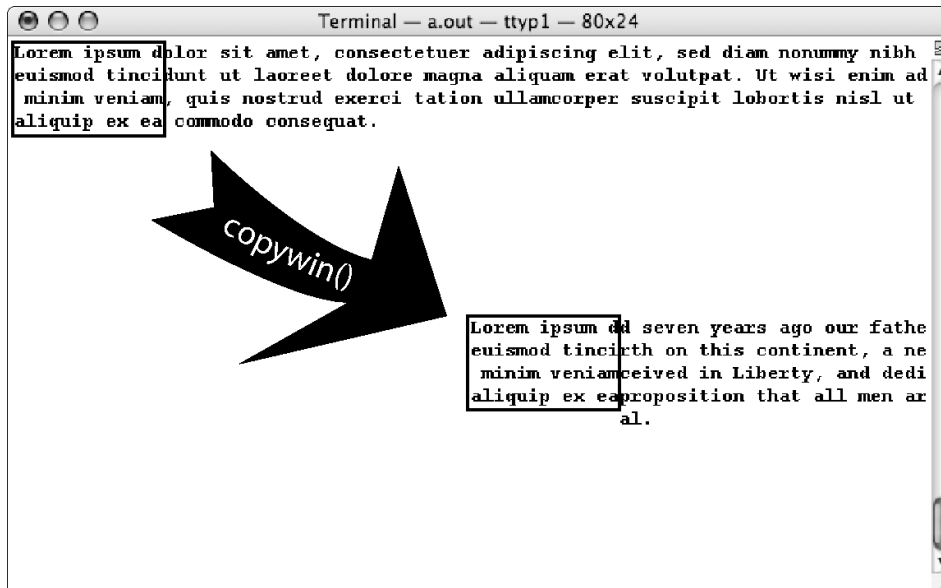 Terminal — a.out — ttyp1 — 80x24
Lorem ipsum dolor sit amet, consectetuer adipiscing elit, sed diam nonummy nibh
euismod tincidunt ut laoreet dolore magna aliquam erat volutpat. Ut wisi enim ad
minim veniam, quis nostrud exerci tation ullamcorper suscipit lobortis nisl ut
aliquip ex ea commodo consequat.
copywin()
Lorem ipsum dd seven years ago our fathe
euismod tincirth on this continent, a ne
minim veniamceived in Liberty, and dedi
aliquip ex eaproposition that all men ar
al.